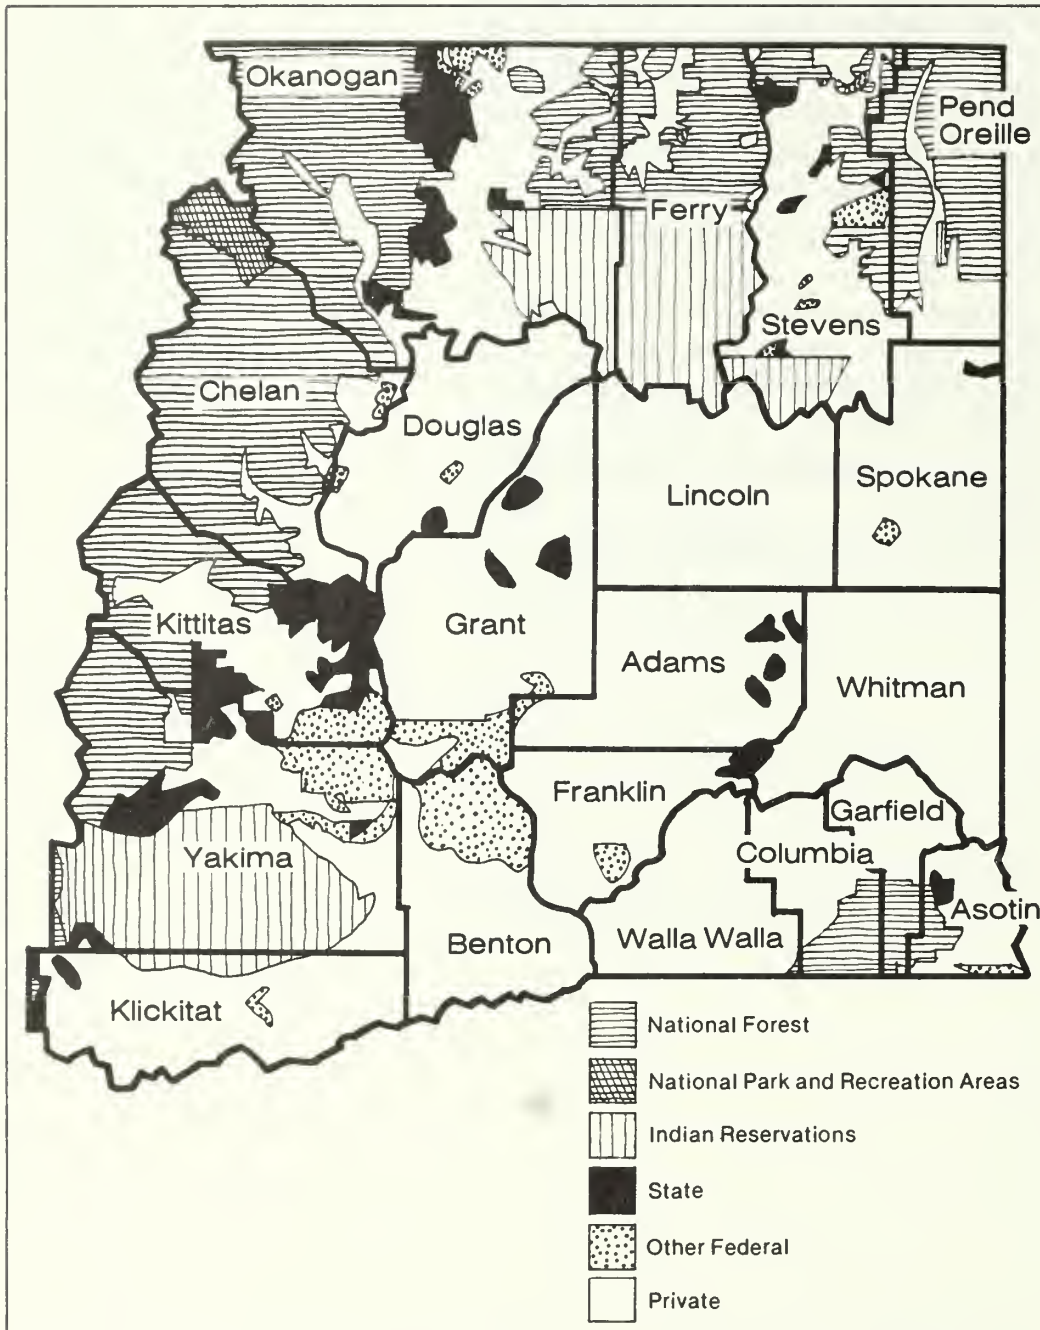 Okanogan
Pend
Oreille
Ferry
Stevens
Chelan
Douglas
Lincoln
Spokane
Kittitas
Grant
Adams
Whitman
Franklin
Garfield
Yakima
Columbia
Asotin
Benton
Walla Walla
Klickitat
National Forest
National Park and Recreation Areas
Indian Reservations
State
Other Federal
Private